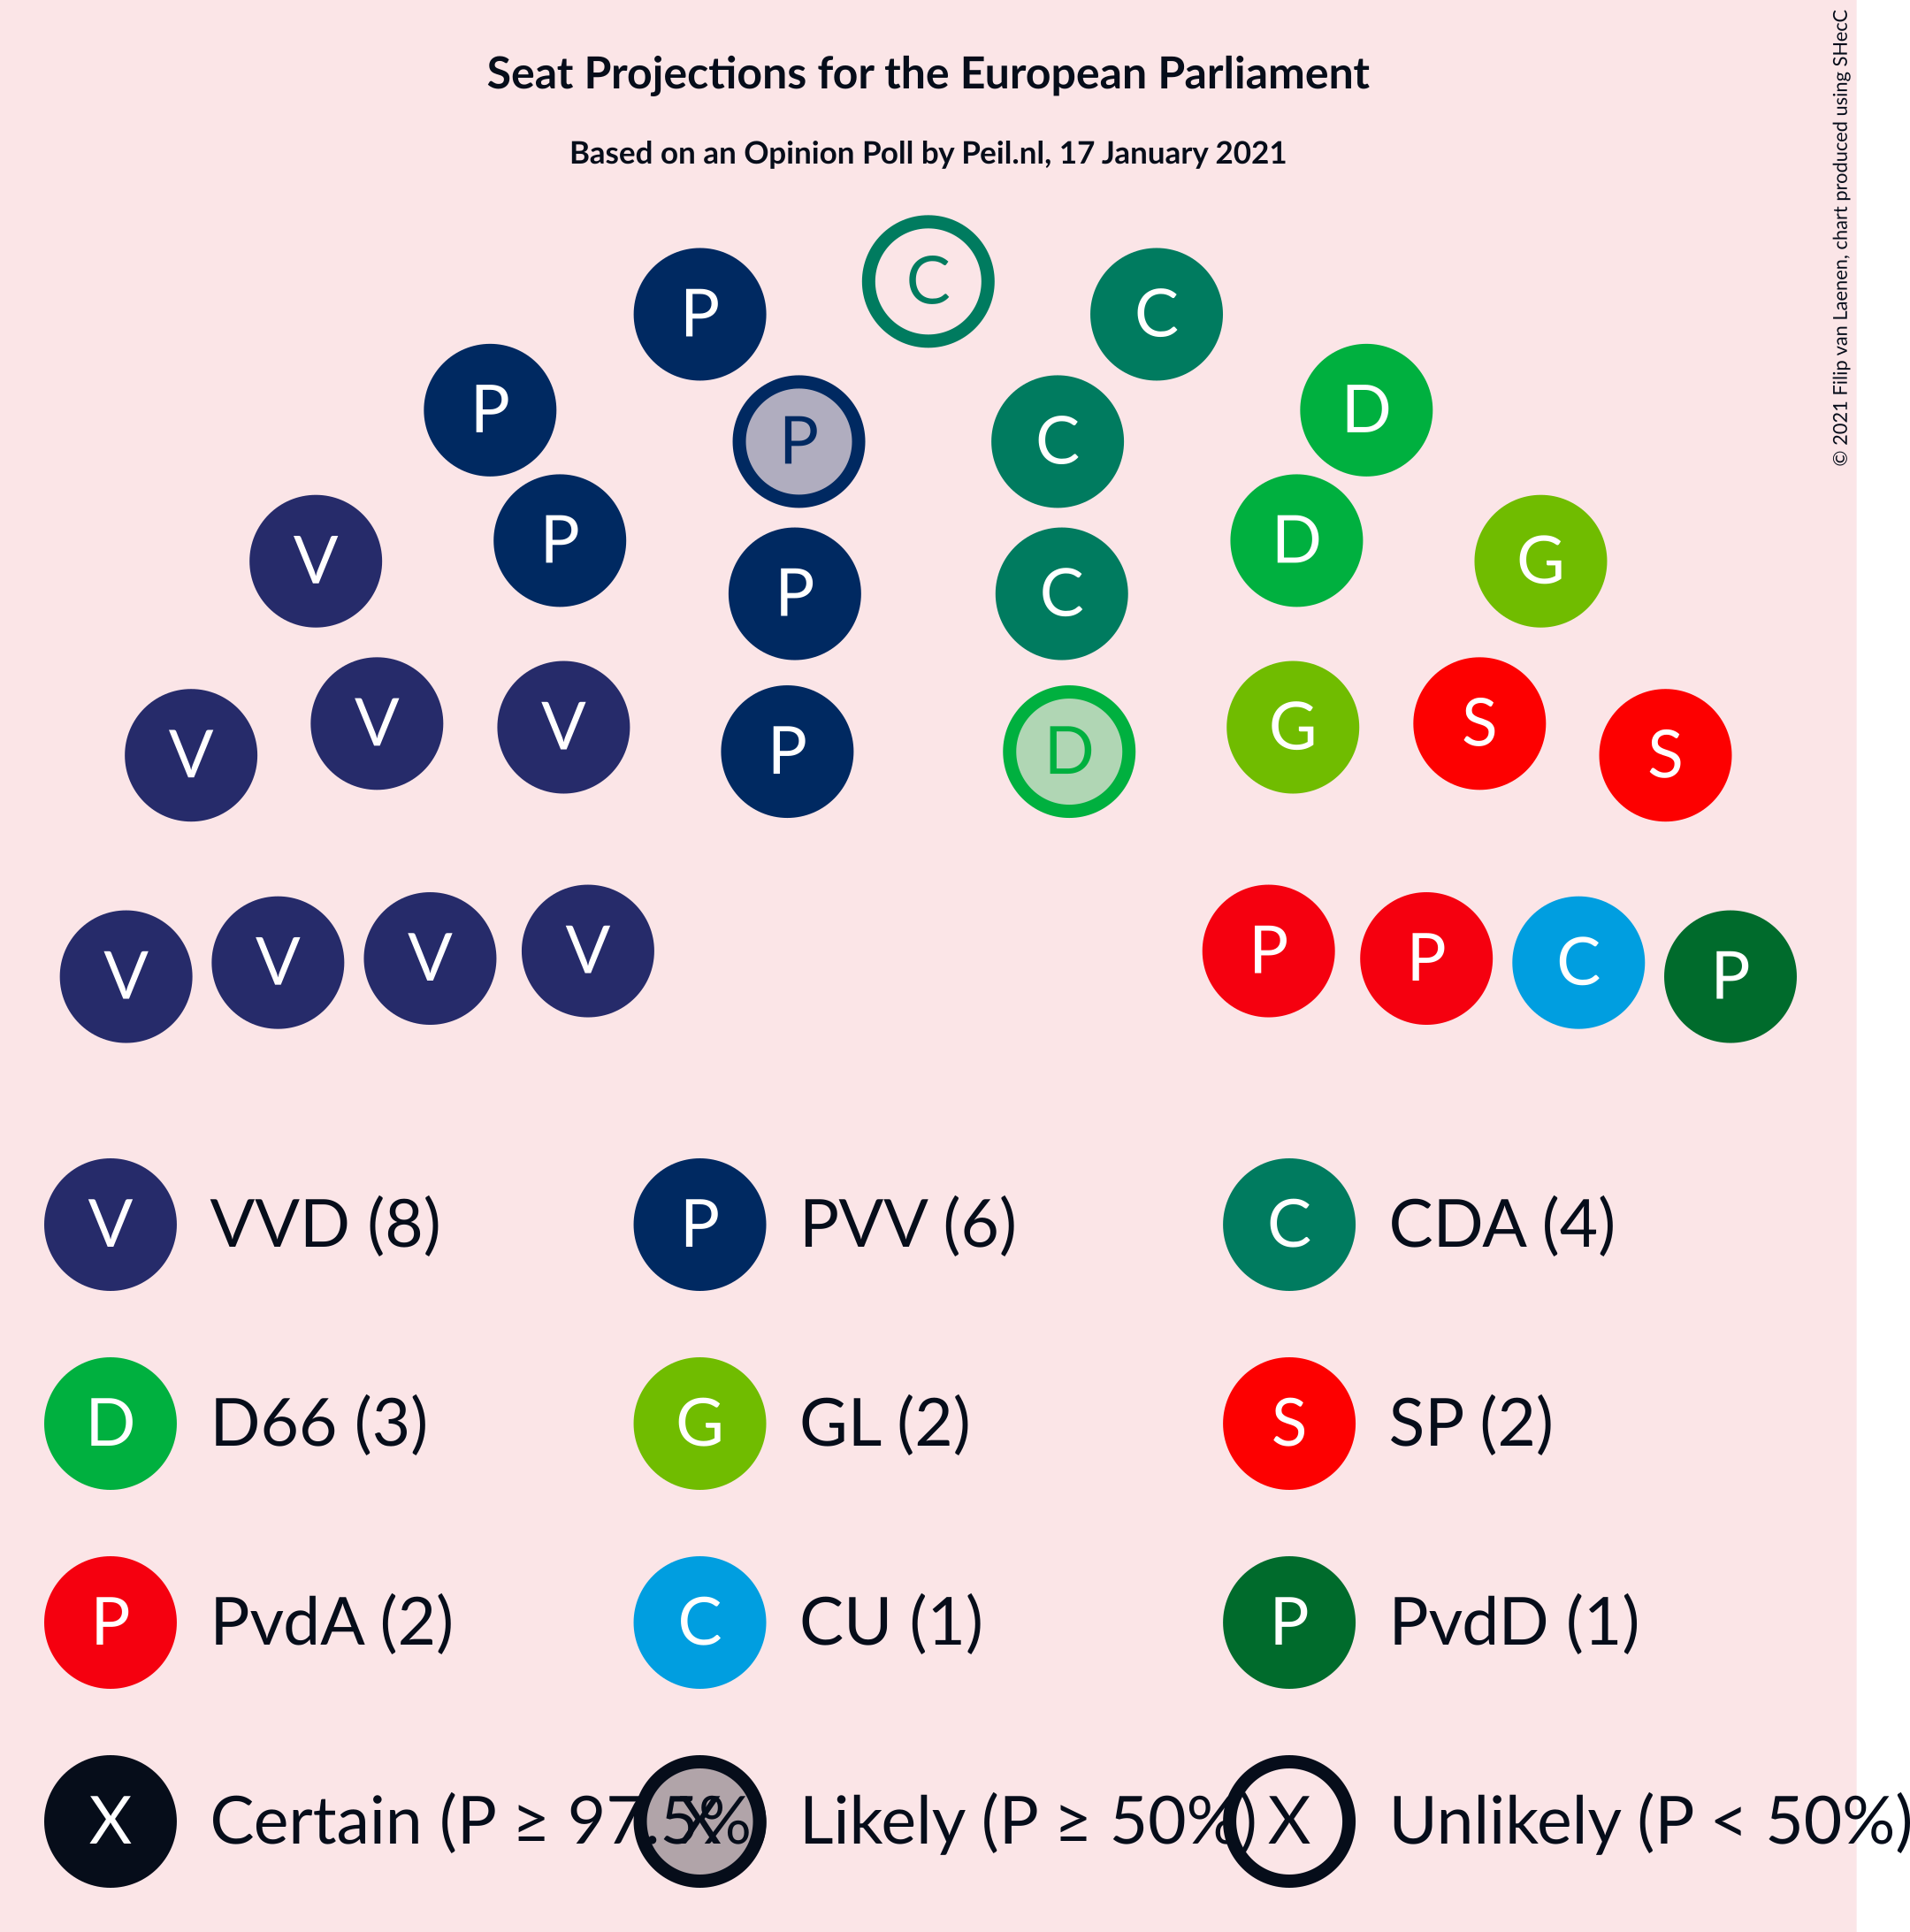 Seat Projections for the European Parliament
Based on an Opinion Poll by Peil.nl, 17 January 2021
© 2021 Filip van Laenen, chart produced using SHecC
C
P C
P D
P C
P D
V G
P C
V V S
V G S
P D
V V V V P P C P
V VVD (8) P PVV (6) C CDA (4)
D D66 (3) G GL (2) S SP (2)
P PvdA (2) C CU (1) P PvdD (1)
X Certain (P ≥ 97.5%) X Likely (P ≥ 50%) X Unlikely (P < 50%)